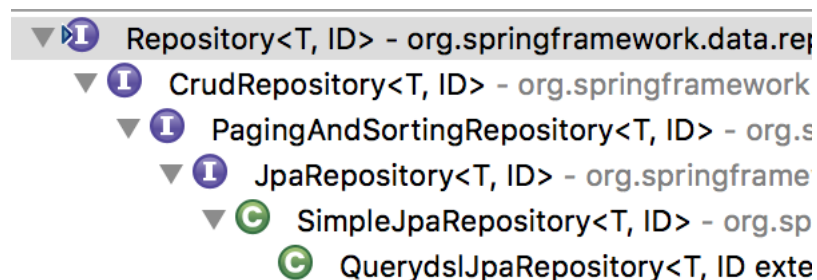 Repository<T, ID> - org.springframework.data.rep
CrudRepository<T, ID> - org.springframework
PagingAndSortingRepository<T, ID> - org.s
JpaRepository<T, ID> - org.springframe
SimpleJpaRepository<T, ID> - org.sp
QuerydslJpaRepository<T, ID exte